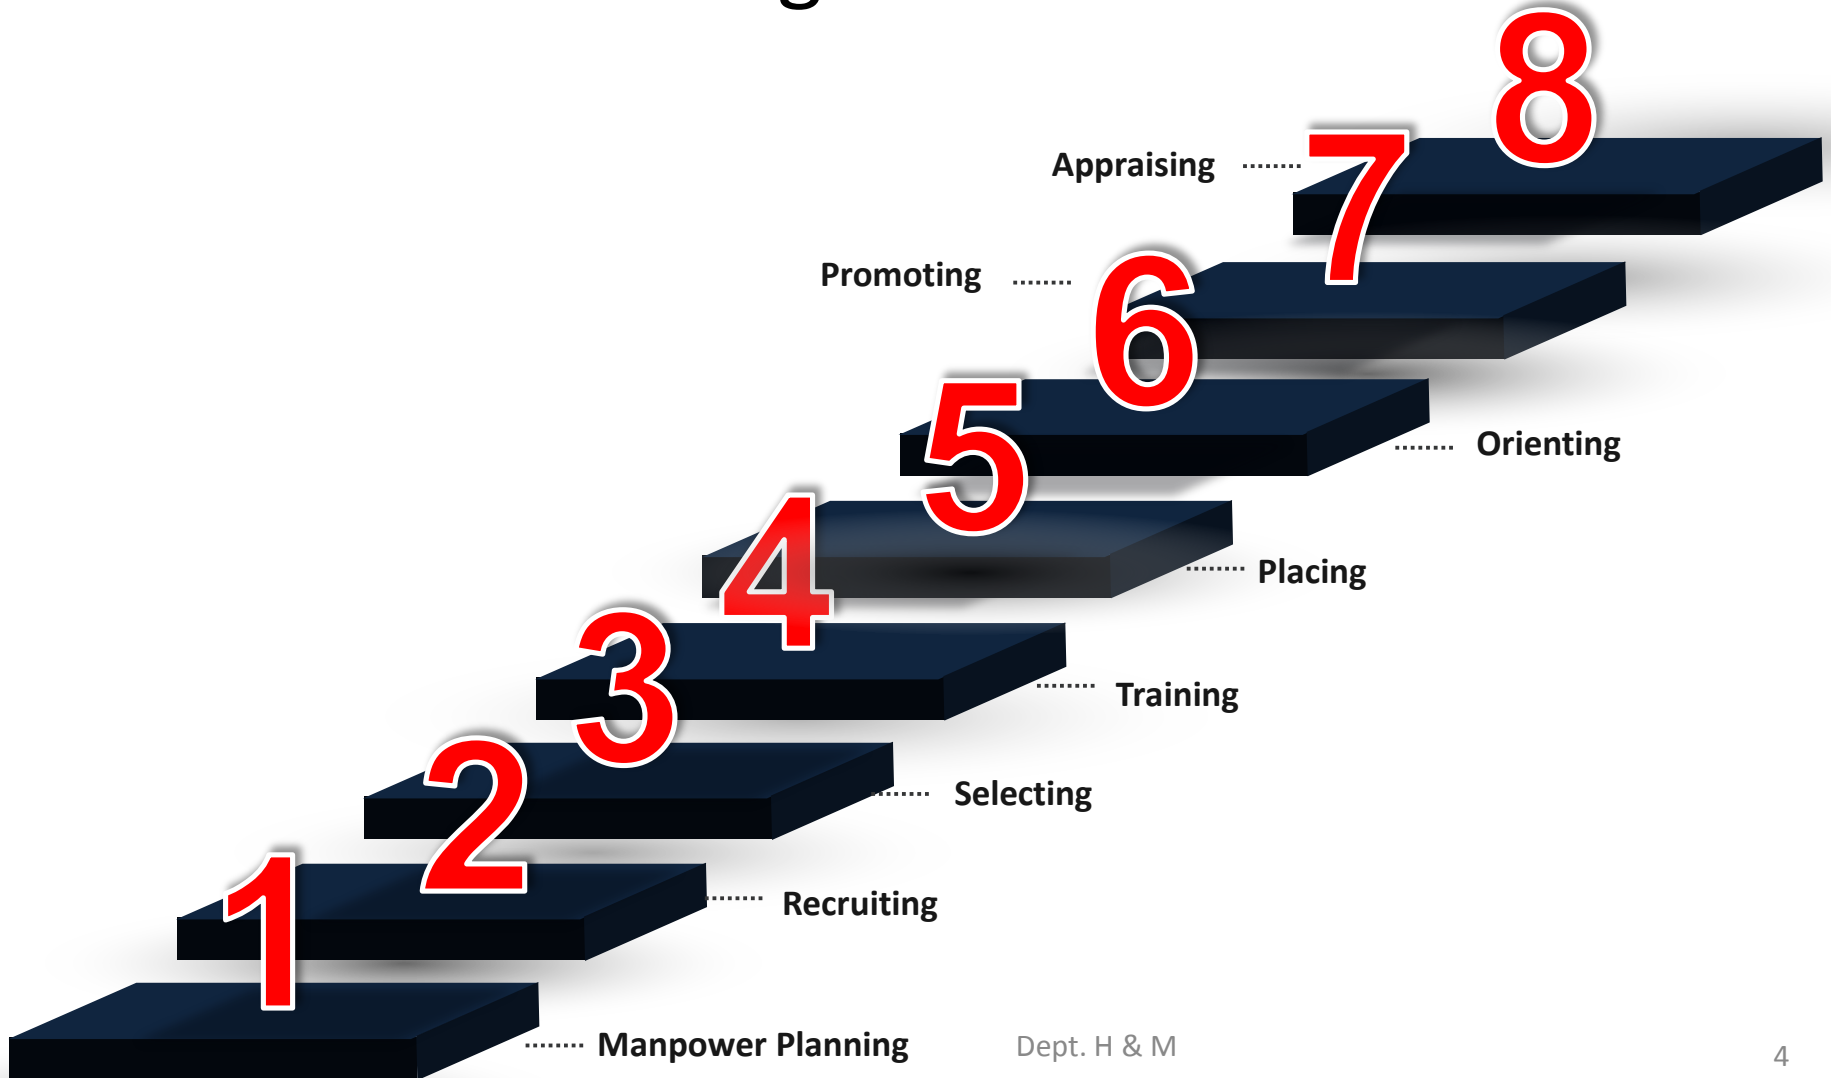 8
Appraising
7
Promoting
6
5
Orienting
4
Placing
3
Training
2
Selecting
1
Recruiting
Manpower Planning
Dept. H & M
4